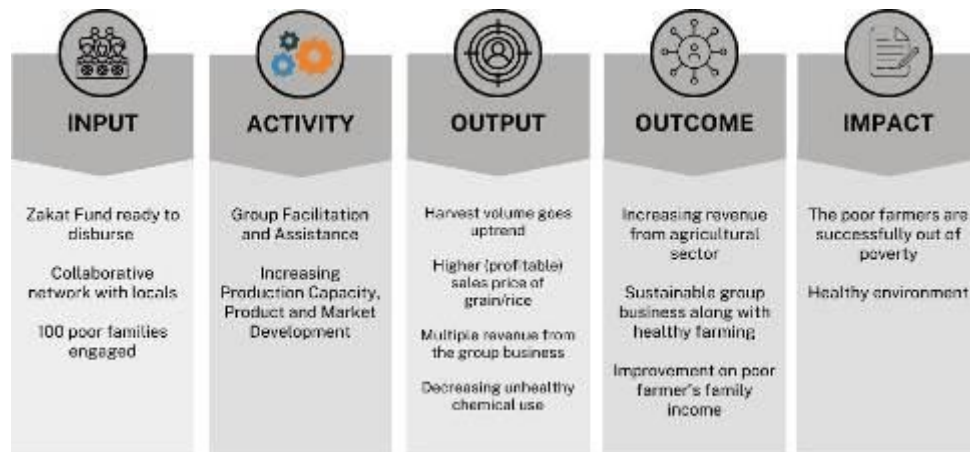 INPUT
Zakat Fund ready to
disburse
Collaborative
network with locals
100 poor families
engaged
ACTIVITY
Group Facilitation
and Assistance
Increasing
Production Capacity,
Product and Market
Development
OUTPUT
Harvest volume goes
uptrend
Higher (profitable)
sales price of
grain/rice
Multiple revenue from
the group business
Decreasing unhealthy
chemical use
OUTCOME
Increasing revenue
from agricultural
sector
Sustainable group
business along with
healthy farming
Improvement on poor
farmer's family
income
IMPACT
The poor farmers are
successfully out of
poverty
Healthy environment